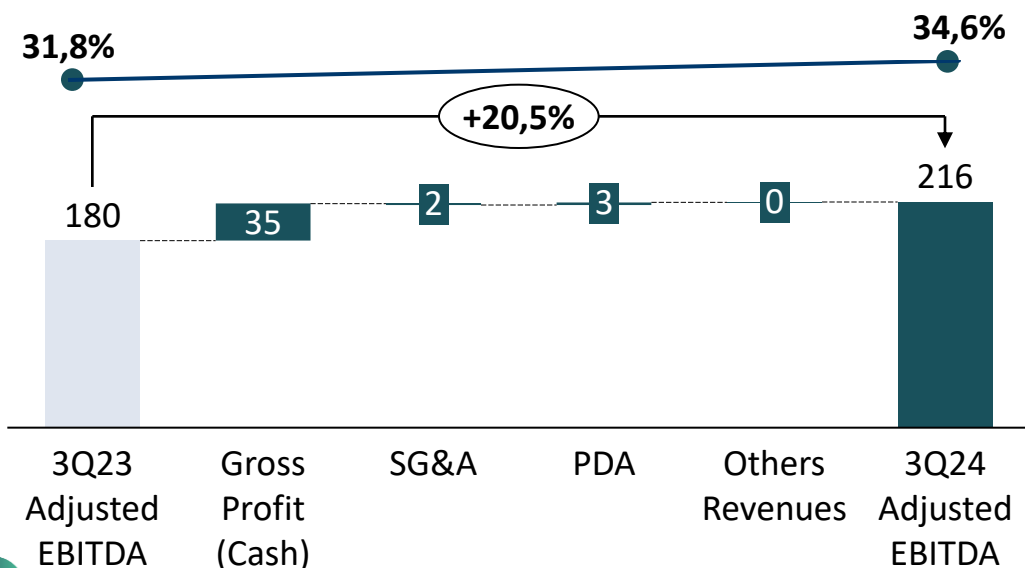 31,8%
34,6%
+20,5%
180
35
2
3
0
216
3Q23
Adjusted
EBITDA
Gross
Profit
(Cash)
SG&A
PDA
Others
Revenues
3Q24
Adjusted
EBITDA